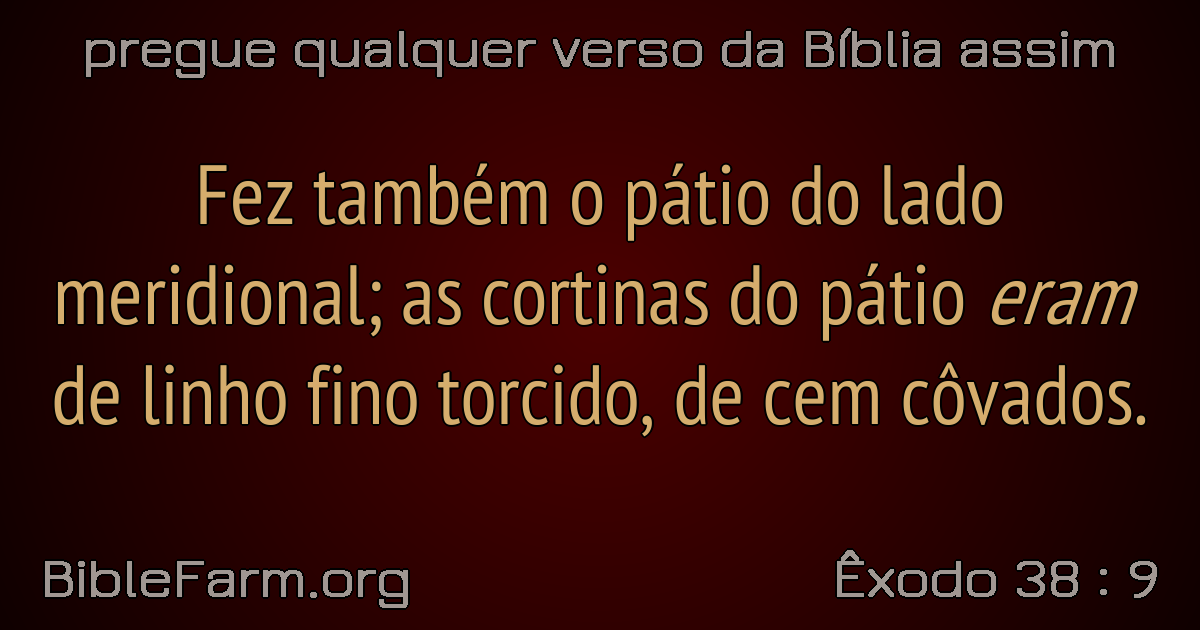 pregue qualquer verso da Bíblia assim
Fez também o pátio do lado
meridional; as cortinas do pátio eram
de linho fino torcido, de cem côvados.
BibleFarm.org
Êxodo 38 : 9